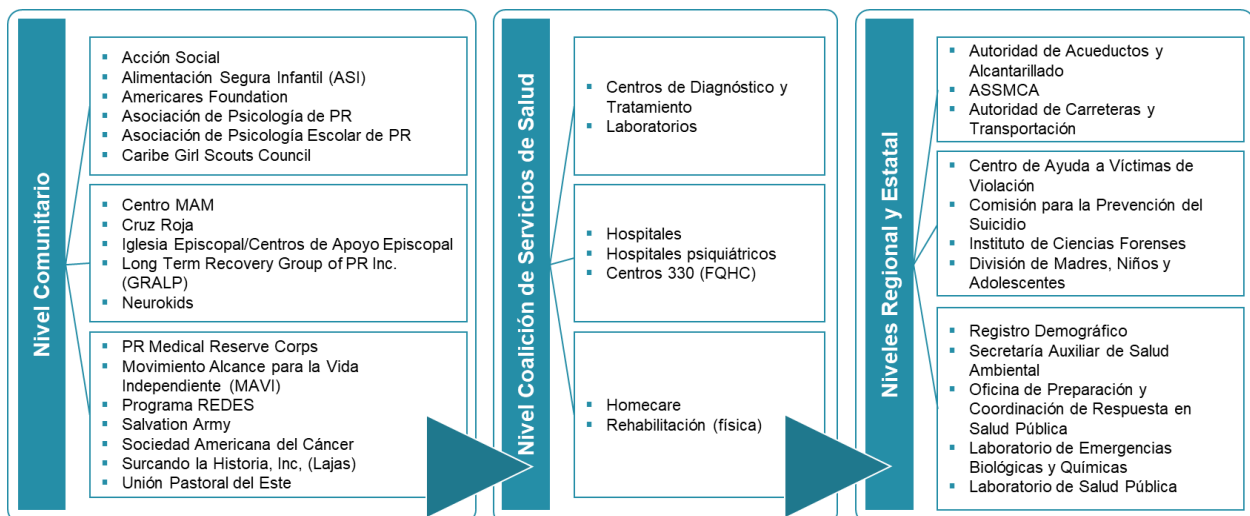 Nivel Comunitario
▪ Acción Social
▪ Alimentación Segura Infantil (ASI)
▪ Americares Foundation
▪ Asociación de Psicología de PR
▪ Asociación de Psicología Escolar de PR
▪ Caribe Girl Scouts Council
▪ Centro MAM
▪ Cruz Roja
▪ Iglesia Episcopal/Centros de Apoyo Episcopal
▪ Long Term Recovery Group of PR Inc.
(GRALP)
▪ Neurokids
▪ PR Medical Reserve Corps
▪ Movimiento Alcance para la Vida
Independiente (MAVI)
▪ Programa REDES
▪ Salvation Army
▪ Sociedad Americana del Cáncer
▪ Surcando la Historia, Inc, (Lajas)
▪ Unión Pastoral del Este
Nivel Coalición de Servicios de Salud
▪ Centros de Diagnóstico y
Tratamiento
▪ Laboratorios
▪ Hospitales
▪ Hospitales psiquiátricos
▪ Centros 330 (FQHC)
▪ Homecare
▪ Rehabilitación (física)
Niveles Regional y Estatal
▪ Autoridad de Acueductos y
Alcantarillado
▪ ASSMCA
▪ Autoridad de Carreteras y
Transportación
▪ Centro de Ayuda a Víctimas de
Violación
▪ Comisión para la Prevención del
Suicidio
▪ Instituto de Ciencias Forenses
▪ División de Madres, Niños y
Adolescentes
▪ Registro Demográfico
▪ Secretaría Auxiliar de Salud
Ambiental
▪ Oficina de Preparación y
Coordinación de Respuesta en
Salud Pública
▪ Laboratorio de Emergencias
Biológicas y Químicas
▪ Laboratorio de Salud Pública